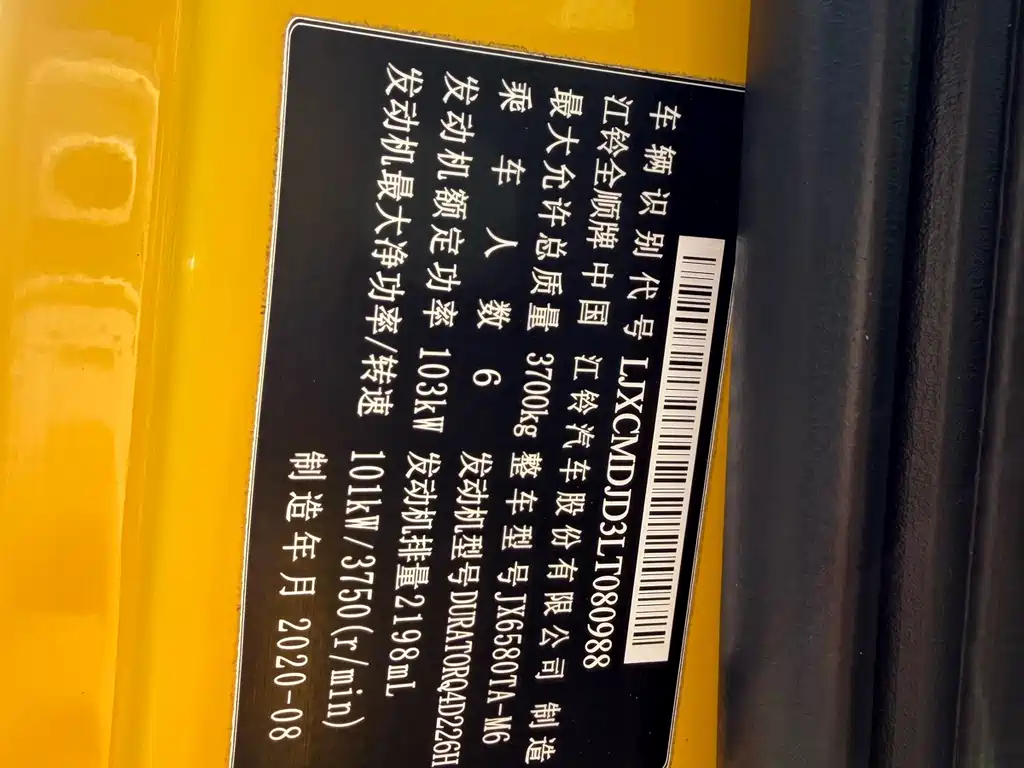 车辆识别代号 LJXCMDJD3LT080988
江铃全顺牌 中国 江铃汽车股份有限公司 制造
最大允许总质量 3700kg 整车型号 JX6580TA-M6
乘车人数 6 发动机型号 DURATORQ4D226H
发动机额定功率 103kW 发动机排量 2198mL
发动机最大净功率/转速 101kW/3750(r/min)
制造年月 2020-08